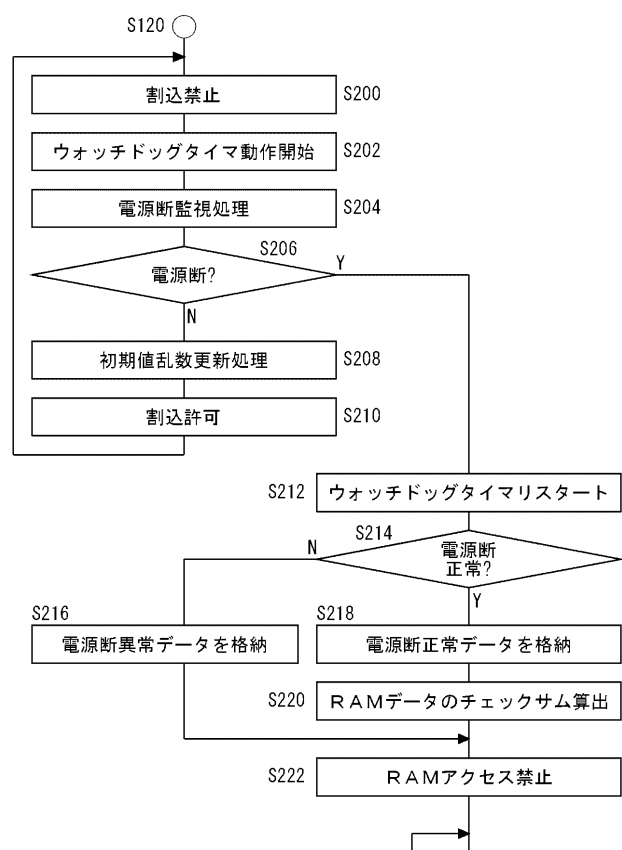 S120
割込禁止 S200
ウォッチドッグタイマ動作開始 S202
電源断監視処理 S204
S206
電源断? Y
N
初期値乱数更新処理 S208
割込許可 S210
S212 ウォッチドッグタイマリスタート
S214
N 電源断
正常?
Y
S216 S218
電源断異常データを格納 電源断正常データを格納
S220 RAMデータのチェックサム算出
S222 RAMアクセス禁止